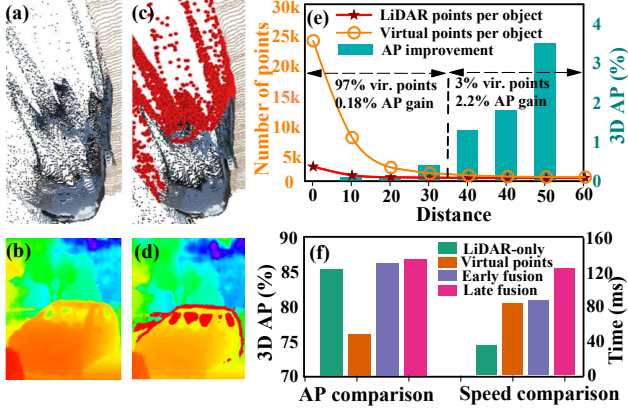 (a)
(c)
(e)
LiDAR points per object
Virtual points per object
AP improvement
97% vir. points
0.18% AP gain
3% vir. points
2.2% AP gain
Number of points
30k
25k
20k
15k
10k
5k
0
3D AP (%)
4
3
2
1
0
0 10 20 30 40 40 50 60
Distance
(b)
(d)
(f)
LiDAR-only
Virtual points
Early fusion
Late fusion
3D AP (%)
90
85
80
75
70
Time (ms)
160
120
80
40
0
AP comparison
Speed comparison